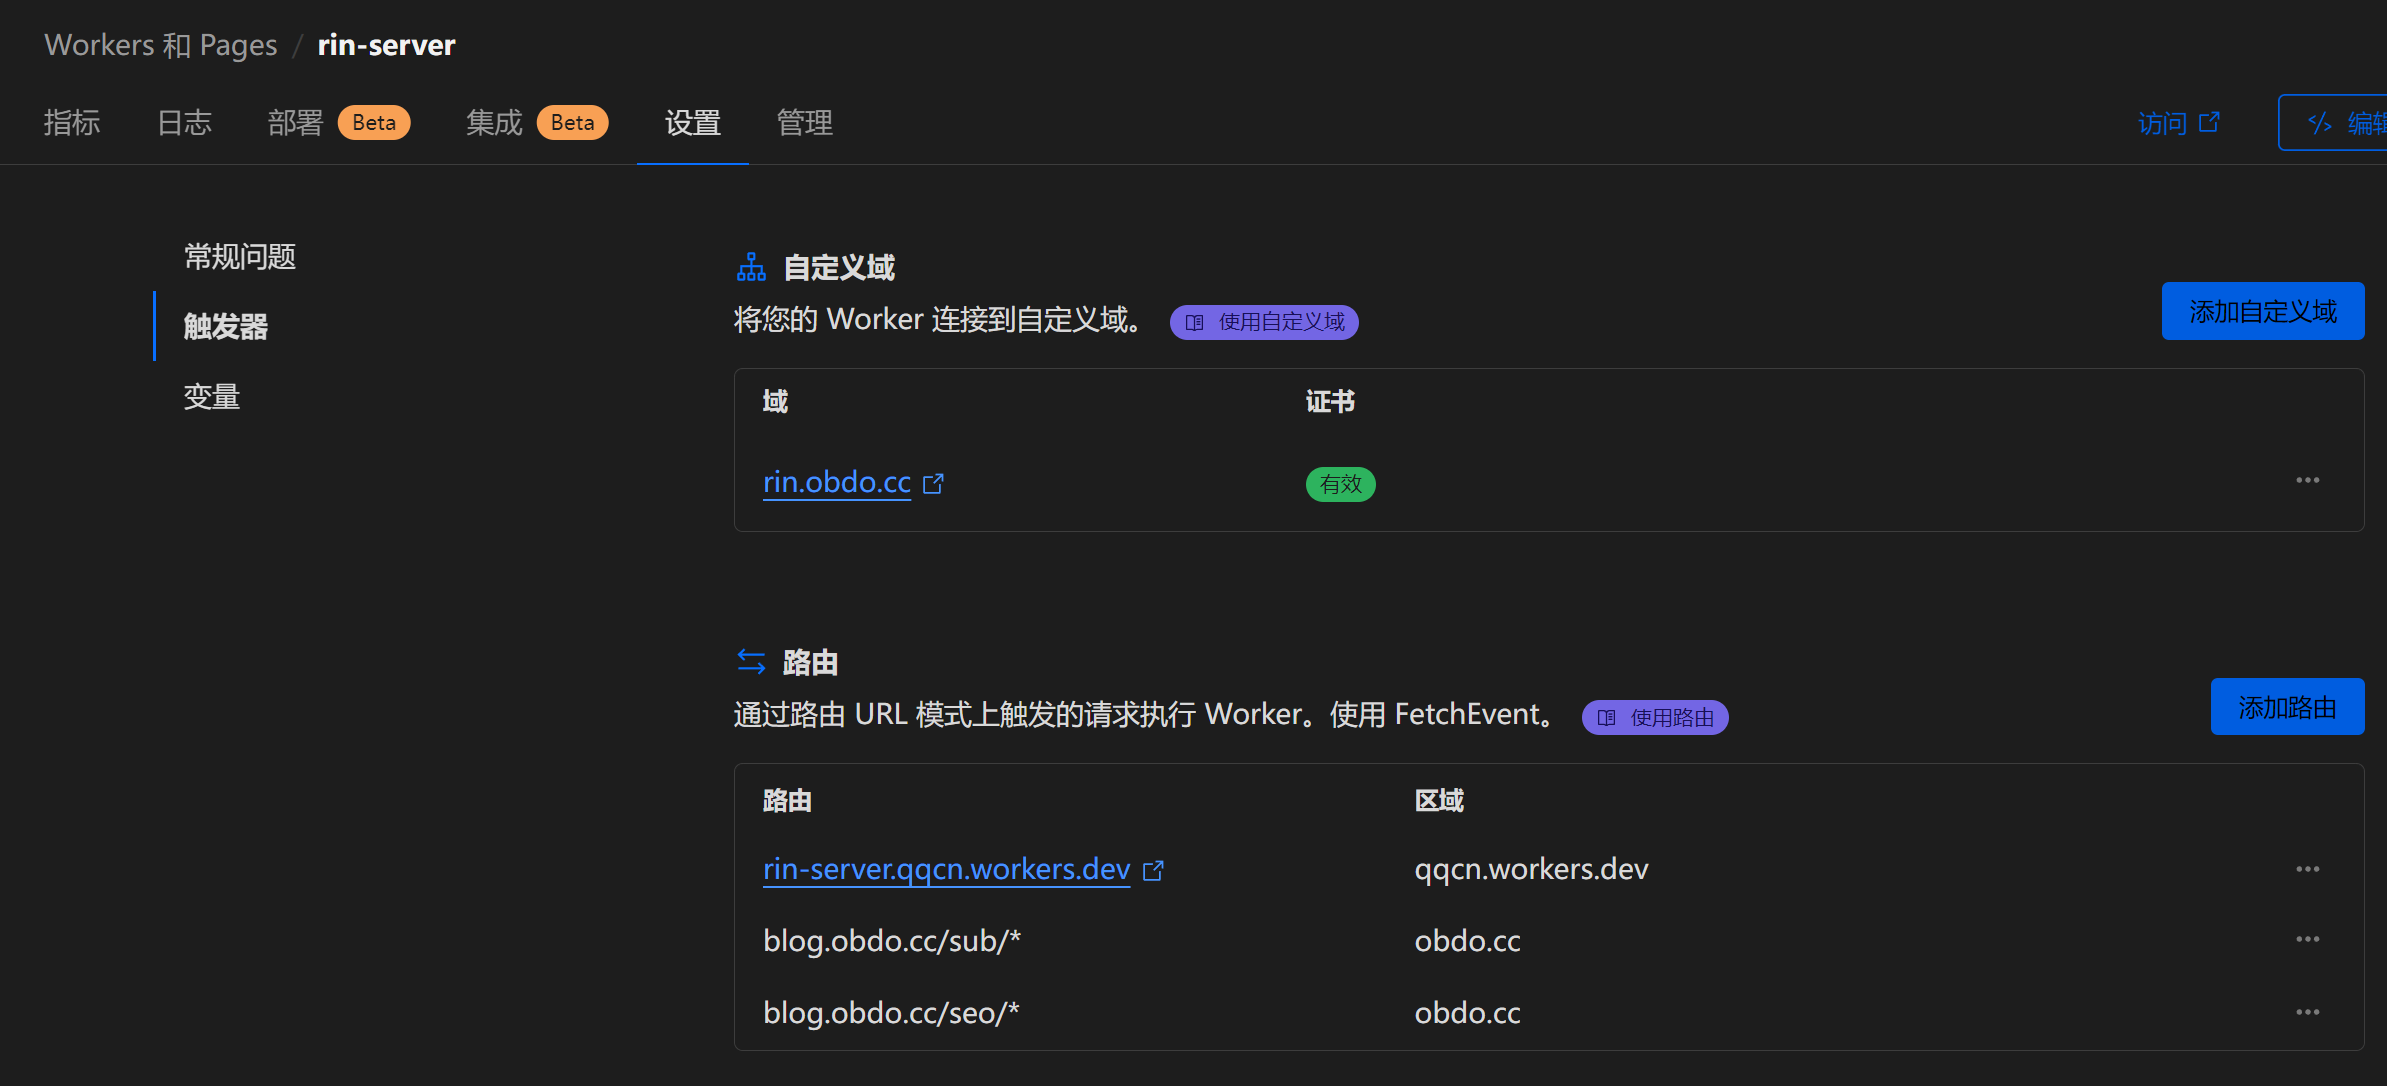 Workers 和 Pages / rin-server
指标 日志 部署 Beta 集成 Beta 设置 管理 访问 </> 编辑
常规问题
触发器
变量
自定义域
将您的 Worker 连接到自定义域。 使用自定义域
添加自定义域
域 证书
rin.obdo.cc 有效 ...
路由
通过路由 URL 模式上触发的请求执行 Worker。使用 FetchEvent。 使用路由
添加路由
路由 区域
rin-server.qqcn.workers.dev qqcn.workers.dev ...
blog.obdo.cc/sub/* obdo.cc ...
blog.obdo.cc/seo/* obdo.cc ...